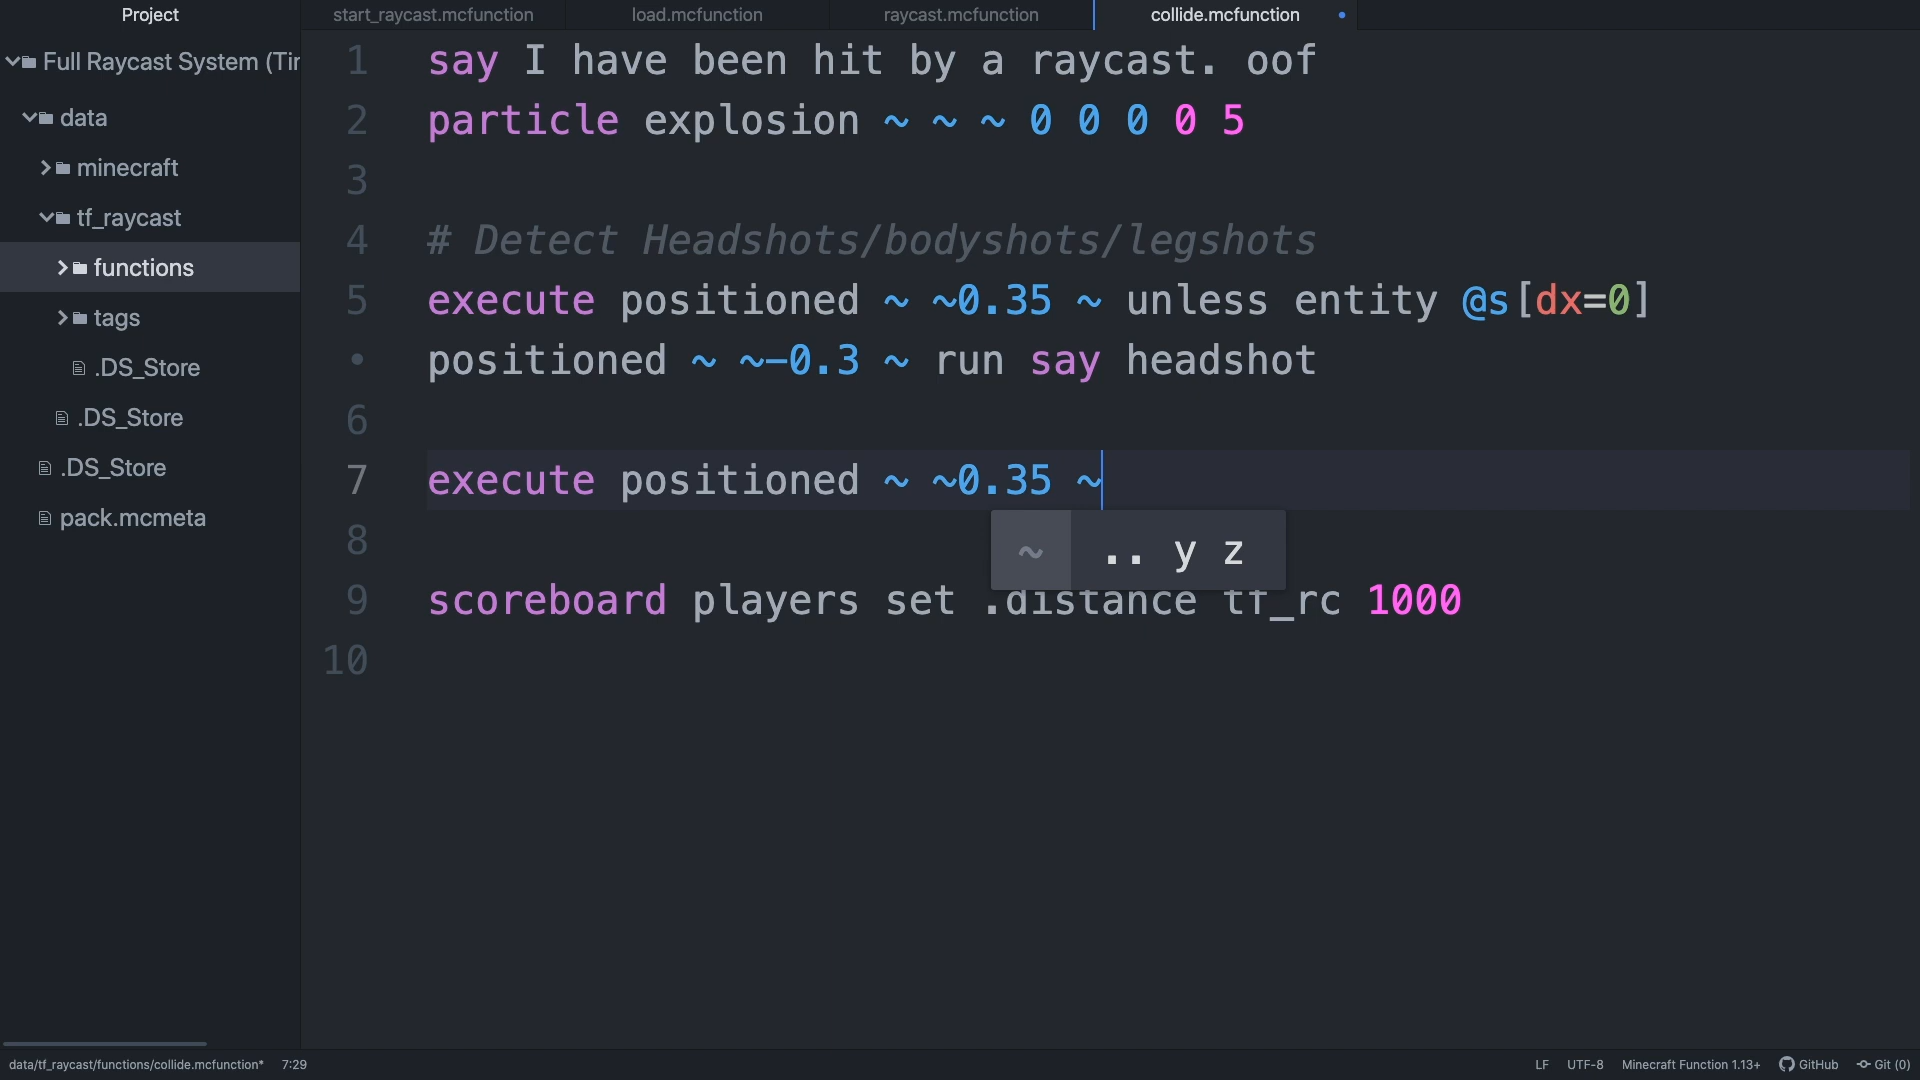 Project
start_raycast.mcfunction
load.mcfunction
raycast.mcfunction
collide.mcfunction
Full Raycast System (Tir
data
minecraft
tf_raycast
functions
tags
.DS_Store
.DS_Store
.DS_Store
pack.mcmeta
1 say I have been hit by a raycast. oof
2 particle explosion ~ ~ ~ 0 0 0 0 5
3
4 # Detect Headshots/bodyshots/legshots
5 execute positioned ~ ~0.35 ~ unless entity @s[dx=0]
• positioned ~ ~-0.3 ~ run say headshot
6
7 execute positioned ~ ~0.35 ~
~ .. y z
8
9 scoreboard players set .distance tf_rc 1000
10
data/tf_raycast/functions/collide.mcfunction* 7:29
LF UTF-8 Minecraft Function 1.13+ GitHub Git (0)